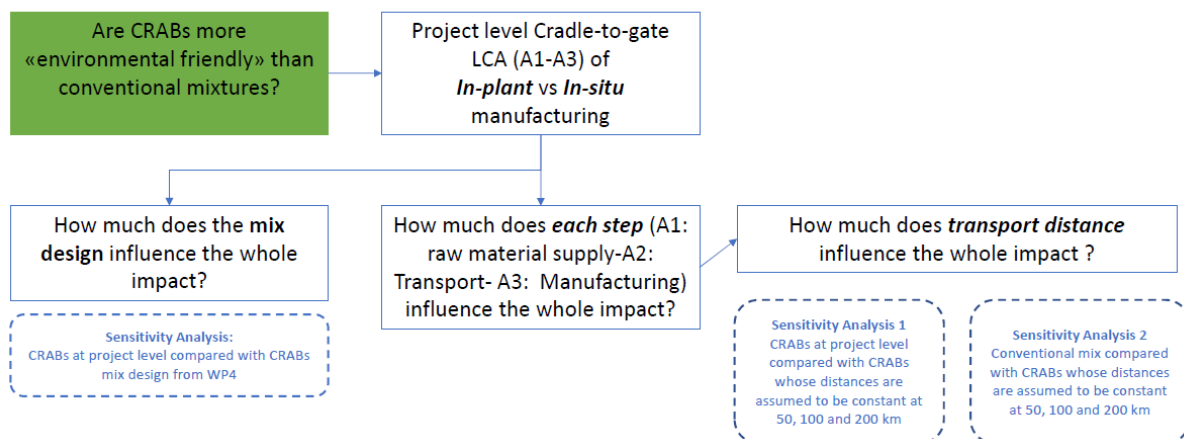 Are CRABs more
«environmental friendly» than
conventional mixtures?
Project level Cradle-to-gate
LCA (A1-A3) of
In-plant vs In-situ
manufacturing
How much does the mix
design influence the whole
impact?
How much does each step (A1:
raw material supply-A2:
Transport- A3:  Manufacturing)
influence the whole impact?
How much does transport distance
influence the whole impact ?
Sensitivity Analysis:
CRABs at project level compared with CRABs
mix design from WP4
Sensitivity Analysis 1
CRABs at project level
compared with CRABs
whose distances are
assumed to be constant at
50, 100 and 200 km
Sensitivity Analysis 2
Conventional mix compared
with CRABs whose distances
are assumed to be constant
at 50, 100 and 200 km